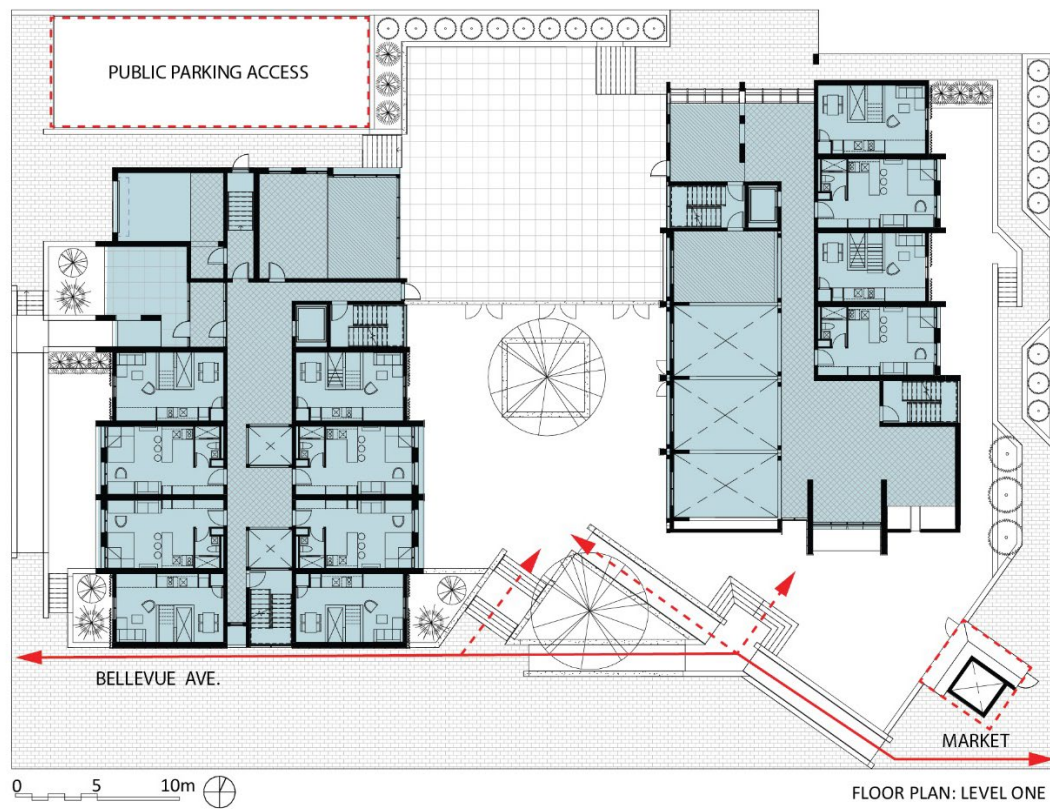 PUBLIC PARKING ACCESS
BELLEVUE AVE.
MARKET
0 5 10m
FLOOR PLAN: LEVEL ONE